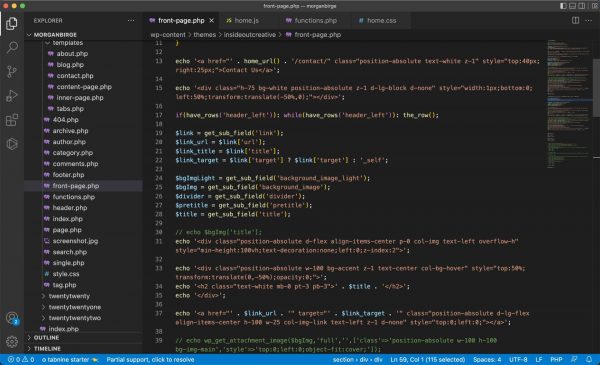 front-page.php — morganbirge
EXPLORER
MORGANBIRGE
templates
about.php
blog.php
contact.php
content-page.php
inner-page.php
tabs.php
404.php
archive.php
author.php
category.php
comments.php
footer.php
front-page.php
functions.php
header.php
index.php
page.php
screenshot.jpg
search.php
single.php
style.css
tag.php
twentytwenty
twentytwentyone
twentytwentytwo
index.php
OUTLINE
TIMELINE
front-page.php
home.js
functions.php
home.css
wp-content > themes > insideoutcreative > front-page.php
11 }
12
13 echo '<a href="' . home_url() . '/contact/" class="position-absolute text-white z-1" style="top:40px;
right:25px;">Contact Us</a>';
14
15 echo '<div class="h-75 bg-white position-absolute z-1 d-lg-block d-none" style="width:1px;bottom:0;
left:50%;transform:translate(-50%,0);"></div>';
16
17 if(have_rows('header_left')): while(have_rows('header_left')): the_row();
18
19 $link = get_sub_field('link');
20 $link_url = $link['url'];
21 $link_title = $link['title'];
22 $link_target = $link['target'] ? $link['target'] : '_self';
23
24 $bgImgLight = get_sub_field('background_image_light');
25 $bgImg = get_sub_field('background_image');
26 $divider = get_sub_field('divider');
27 $pretitle = get_sub_field('pretitle');
28 $title = get_sub_field('title');
29
30 // echo $bgImg['title'];
31 echo '<div class="position-absolute d-flex align-items-center p-0 col-img text-left overflow-h"
style="min-height:100vh;text-decoration:none;left:0;z-index:2">';
32
33 echo '<div class="position-absolute w-100 bg-accent z-1 text-center col-bg-hover" style="top:50%;
transform:translate(0,-50%);opacity:0;">';
34 echo '<h2 class="text-white mb-0 pt-3 pb-3">' . $title . '</h2>';
35 echo '</div>';
36
37 echo '<a href="' . $link_url . '" target="' . $link_target . '" class="position-absolute d-lg-flex
align-items-center h-100 w-25 col-img-link text-left z-1 d-none" style="top:0;left:0;"></a>';
38
39 // echo wp_get_attachment_image($bgImg,'full','',['class'=>'position-absolute w-100 h-100
bg-img-main','style'=>'top:0;left:0;object-fit:cover;']);
2
0 0 tabnine starter Partial support, click to resolve section > div > div Ln 59, Col 1 (115 selected) Spaces: 4 UTF-8 LF PHP